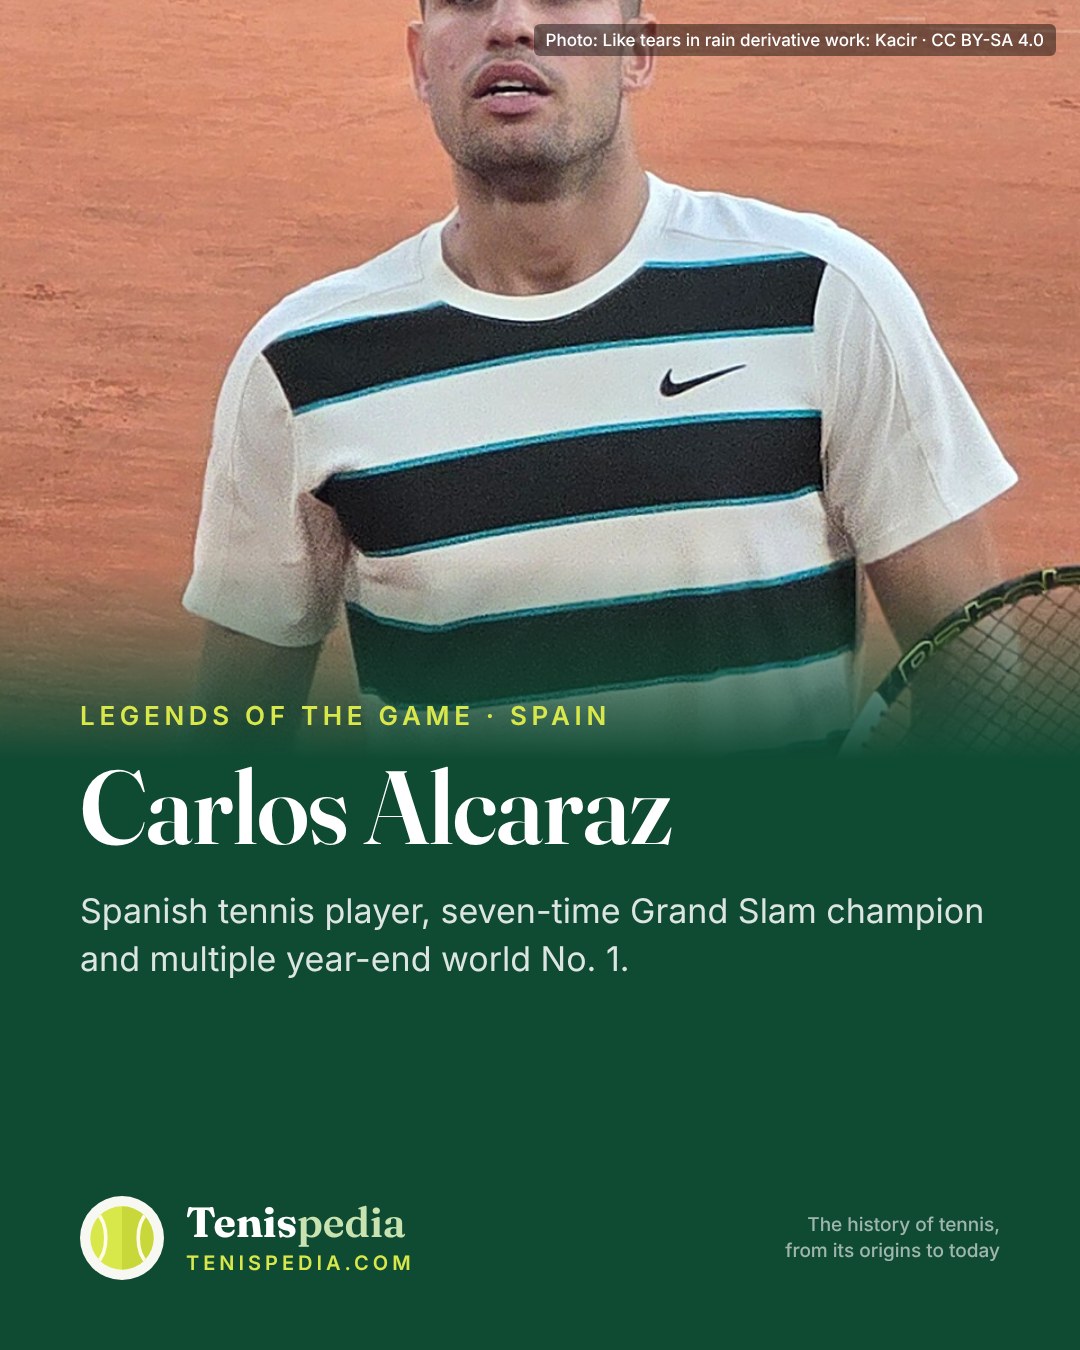 Photo: Like tears in rain derivative work: Kacir · CC BY-SA 4.0
LEGENDS OF THE GAME · SPAIN
Carlos Alcaraz
Spanish tennis player, seven-time Grand Slam champion
and multiple year-end world No. 1.
Tenispedia
TENISPEDIA.COM
The history of tennis,
from its origins to today
Babolat